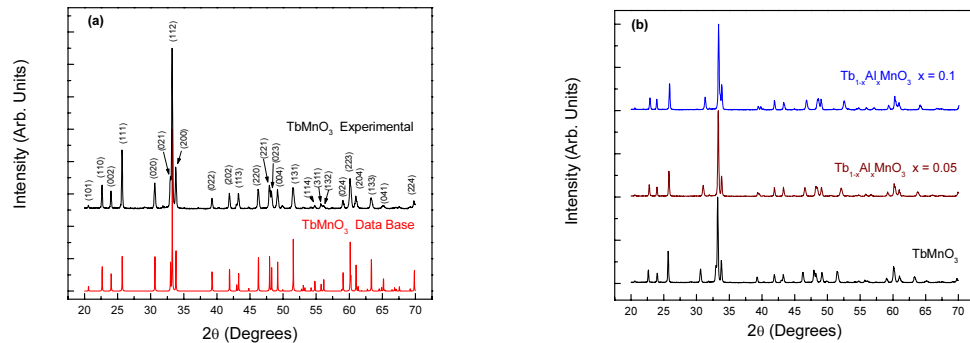 (a)
Intensity (Arb. Units)
(101)
(110)
(002)
(111)
(020)
(021)
(112)
(200)
(022)
(202)
(113)
(220)
(221)
(023)
(004)
(131)
(114)
(311)
(132)
(024)
(223)
(204)
(133)
(041)
(224)
TbMnO₃ Experimental
TbMnO₃ Data Base
20 25 30 35 40 45 50 55 60 65 70
2θ (Degrees)
(b)
Intensity (Arb. Units)
Tb₁₋ₓAlₓMnO₃ x = 0.1
Tb₁₋ₓAlₓMnO₃ x = 0.05
TbMnO₃
20 25 30 35 40 45 50 55 60 65 70
2θ (Degrees)